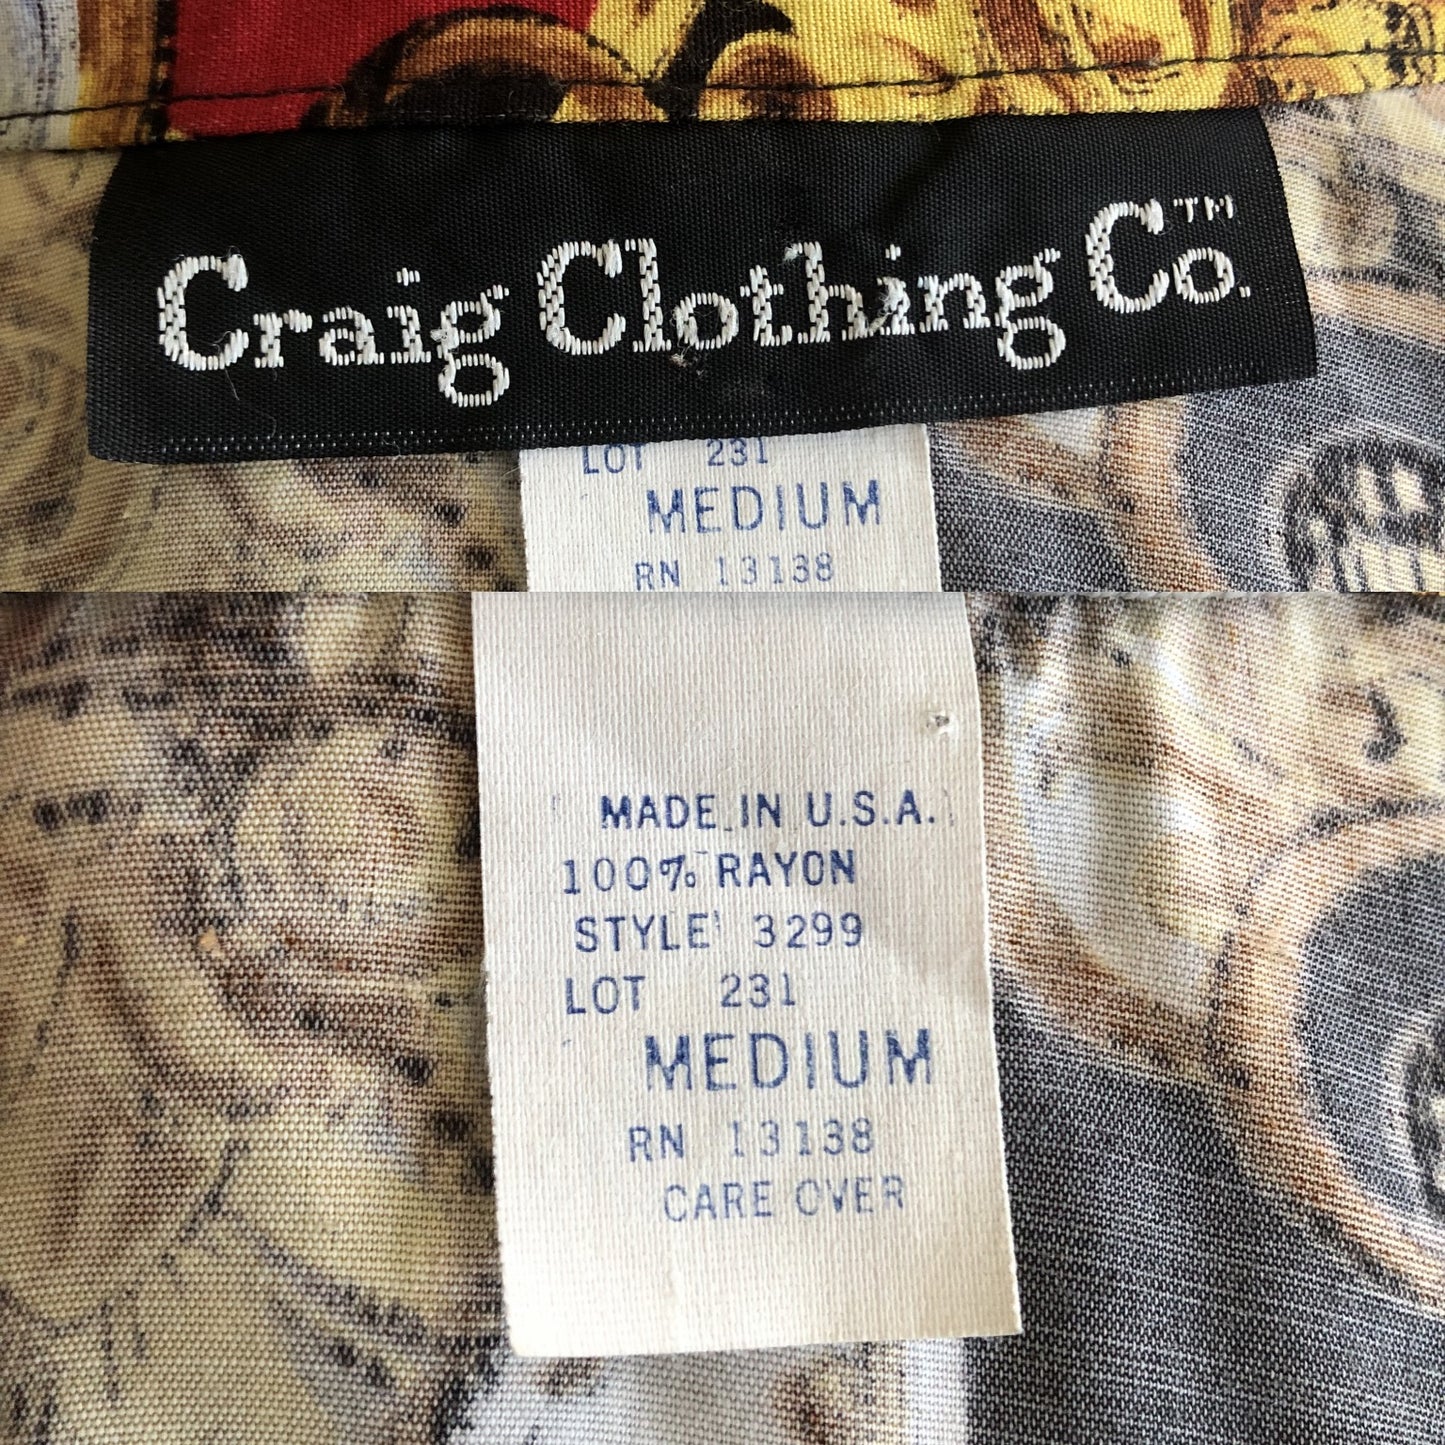 Craig Clothing Co.™
LOT 231
MEDIUM
RN 13138
MADE IN U.S.A.
100% RAYON
STYLE 3299
LOT 231
MEDIUM
RN 13138
CARE OVER